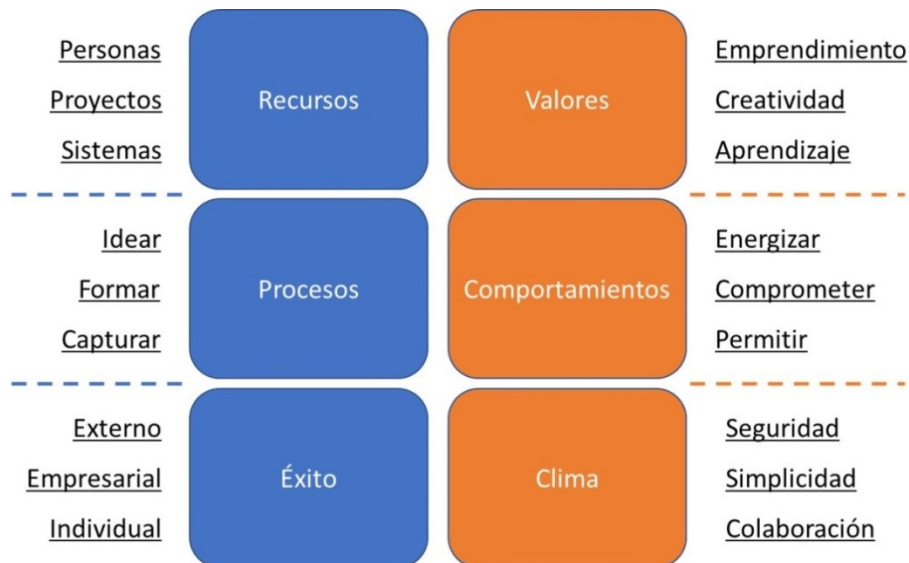 Personas
Proyectos
Sistemas
Recursos
Valores
Emprendimiento
Creatividad
Aprendizaje
Idear
Formar
Capturar
Procesos
Comportamientos
Energizar
Comprometer
Permitir
Externo
Empresarial
Individual
Éxito
Clima
Seguridad
Simplicidad
Colaboración